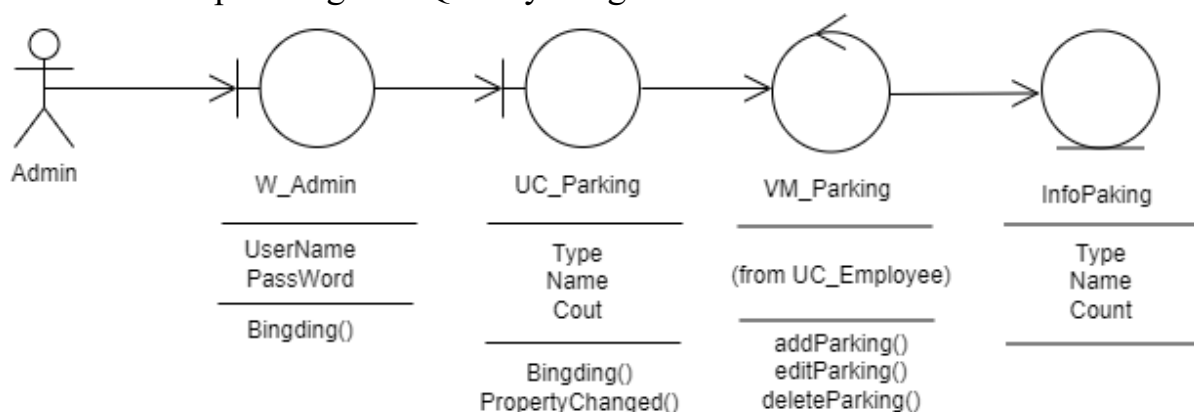 Admin
W_Admin
UserName
PassWord
Bingding()
UC_Parking
Type
Name
Cout
Bingding()
PropertyChanged()
VM_Parking
(from UC_Employee)
addParking()
editParking()
deleteParking()
InfoPaking
Type
Name
Count